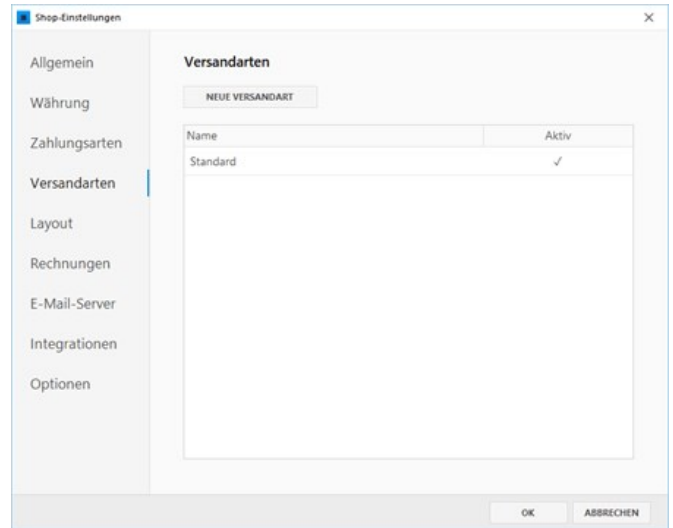 Shop-Einstellungen
Allgemein
Währung
Zahlungsarten
Versandarten
Layout
Rechnungen
E-Mail-Server
Integrationen
Optionen
Versandarten
NEUE VERSANDART
Name Aktiv
Standard ✓
OK ABBRECHEN